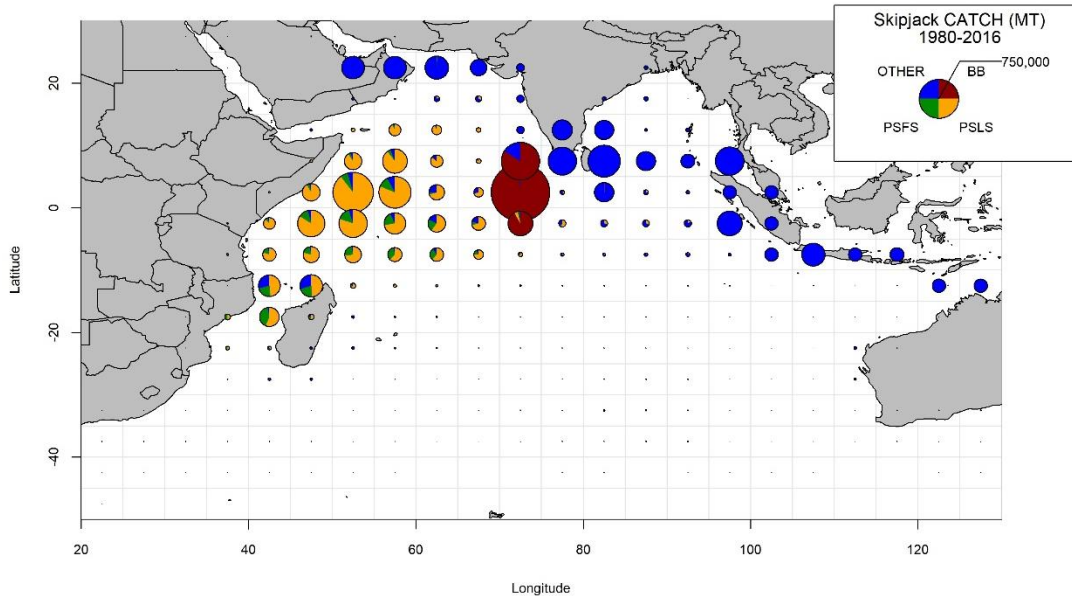 Skipjack CATCH (MT)
1980-2016
750,000
OTHER BB
PSFS PSLS
20
0
20
40
Latitude
20 40 60 80 100 120
Longitude